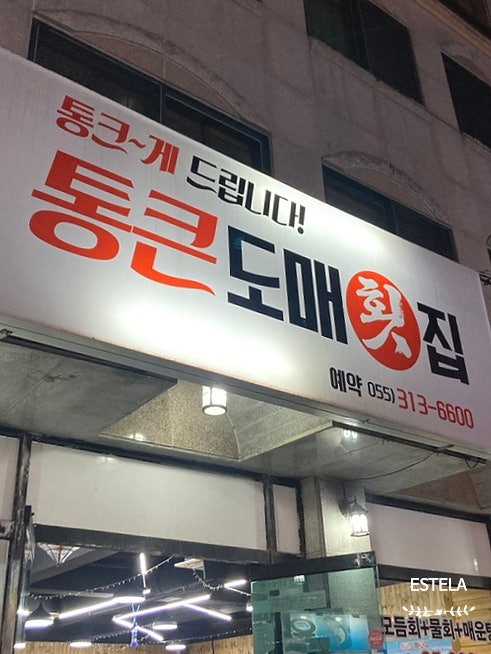 통크~게 드립니다!
통큰도매횟집
예약 055)313-6600
ESTELA
모듬회+물회+매운탕